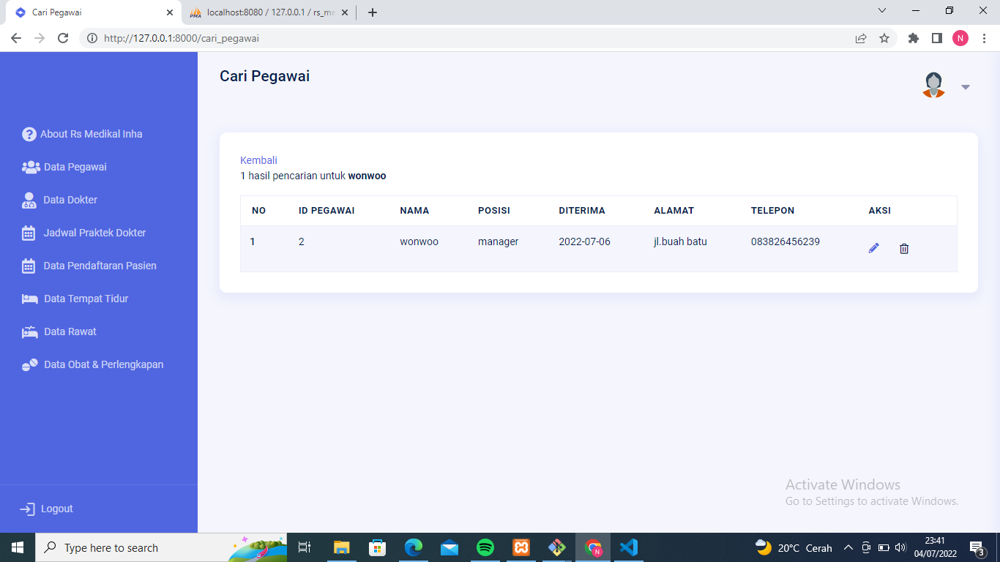 Cari Pegawai
localhost:8080 / 127.0.0.1 / rs_me
http://127.0.0.1:8000/cari_pegawai
N
Cari Pegawai
About Rs Medikal Inha
Data Pegawai
Data Dokter
Jadwal Praktek Dokter
Data Pendaftaran Pasien
Data Tempat Tidur
Data Rawat
Data Obat & Perlengkapan
Logout
Kembali
1 hasil pencarian untuk wonwoo
NO ID PEGAWAI NAMA POSISI DITERIMA ALAMAT TELEPON AKSI
1 2 wonwoo manager 2022-07-06 jl.buah batu 083826456239
Activate Windows
Go to Settings to activate Windows.
Type here to search
N
20°C Cerah
23:41
04/07/2022
3